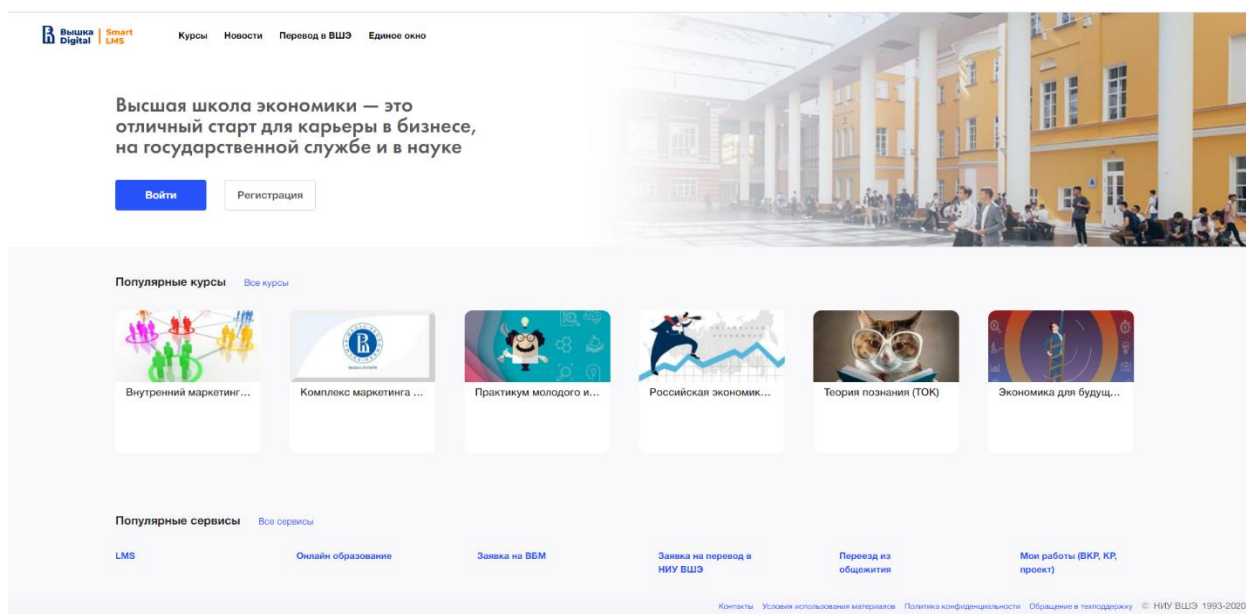 Вышка Digital | Smart LMS
Курсы Новости Перевод в ВШЭ Единое окно
Высшая школа экономики — это
отличный старт для карьеры в бизнесе,
на государственной службе и в науке
Войти Регистрация
Популярные курсы Все курсы
Внутренний маркетинг... Комплекс маркетинга ... Практикум молодого и... Российская экономик... Теория познания (ТОК) Экономика для будущ...
Популярные сервисы Все сервисы
LMS Онлайн образование Заявка на ВБМ Заявка на перевод в НИУ ВШЭ Переезд из общежития Мои работы (ВКР, КР, проект)
Контакты Условия использования материалов Политика конфиденциальности Обращение в техподдержку © НИУ ВШЭ 1993-2020